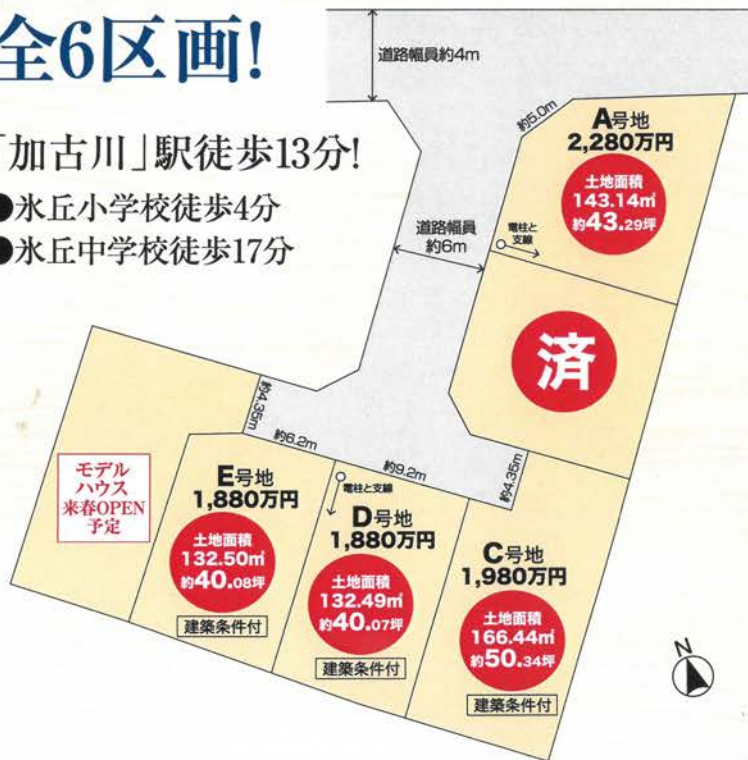 全6区画!
「加古川」駅徒歩13分!
●氷丘小学校徒歩4分
●氷丘中学校徒歩17分
道路幅員約4m
約5.0m
A号地
2,280万円
土地面積
143.14㎡
約43.29坪
道路幅員
約6m
電柱と
支線
済
約4.35m
約6.2m
約9.2m
約4.35m
モデル
ハウス
来春OPEN
予定
E号地
1,880万円
土地面積
132.50㎡
約40.08坪
建築条件付
電柱と支線
D号地
1,880万円
土地面積
132.49㎡
約40.07坪
建築条件付
C号地
1,980万円
土地面積
166.44㎡
約50.34坪
建築条件付
N